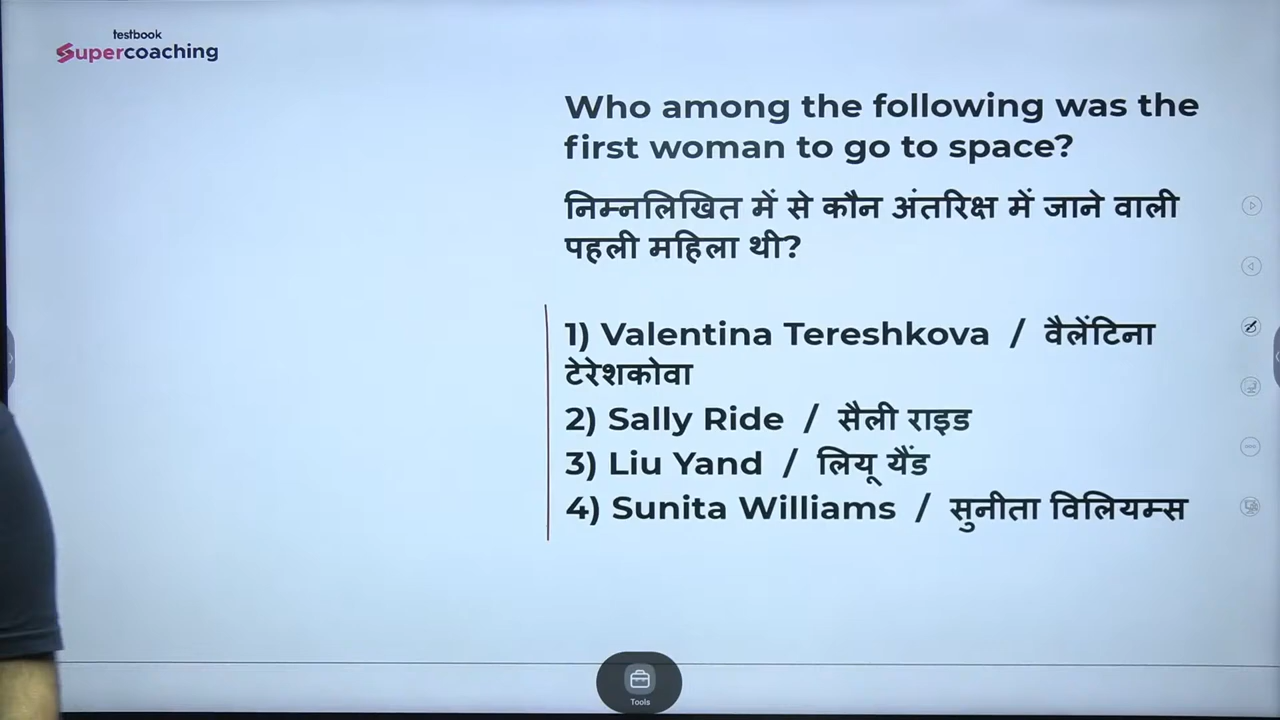 testbook
Supercoaching
Who among the following was the
first woman to go to space?
निम्नलिखित में से कौन अंतरिक्ष में जाने वाली
पहली महिला थी?
1) Valentina Tereshkova / वैलेंटिना
टेरेशकोवा
2) Sally Ride / सैली राइड
3) Liu Yand / लियू यैंड
4) Sunita Williams / सुनीता विलियम्स
Tools